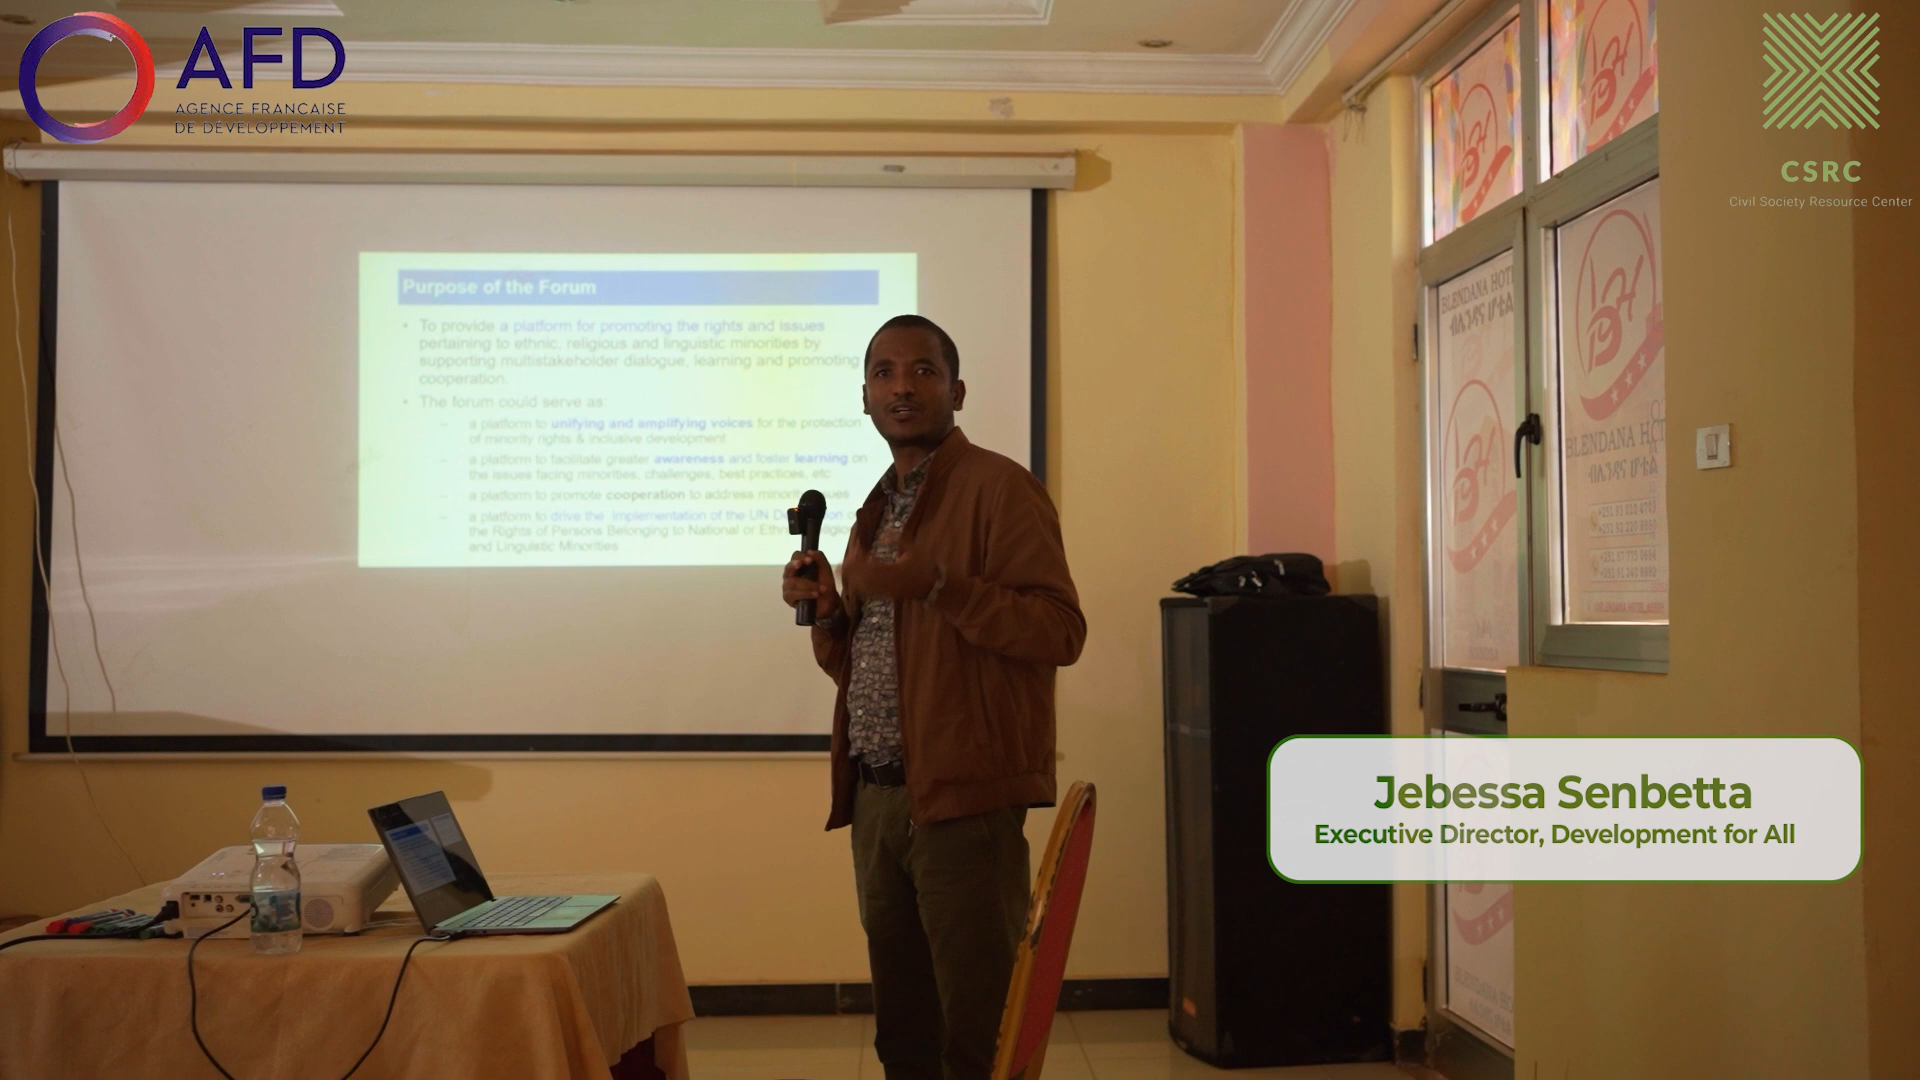 AFD
AGENCE FRANCAISE
DE DEVELOPPEMENT
CSRC
Civil Society Resource Center
Purpose of the Forum
• To provide a platform for promoting the rights and issues
pertaining to ethnic, religious and linguistic minorities by
supporting multistakeholder dialogue, learning and promoting
cooperation.
• The forum could serve as:
– a platform to unifying and amplifying voices for the protection
of minority rights & inclusive development
– a platform to facilitate greater awareness and foster learning on
the issues facing minorities, challenges, best practices, etc
– a platform to promote cooperation to address minority
– a platform to drive the implementation of the UN
the Rights of Persons Belonging to National or
and Linguistic Minorities
BLENDANA HOT
BLENDANA HOT
ብሌንዳና ሆቴል
Jebessa Senbetta
Executive Director, Development for All